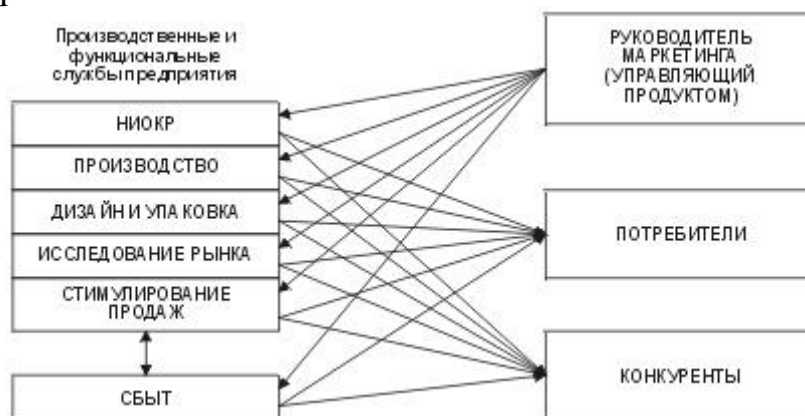 Производственные и
функциональные
службы предприятия
НИОКР
ПРОИЗВОДСТВО
ДИЗАЙН И УПАКОВКА
ИССЛЕДОВАНИЕ РЫНКА
СТИМУЛИРОВАНИЕ
ПРОДАЖ
СБЫТ
РУКОВОДИТЕЛЬ
МАРКЕТИНГА
(УПРАВЛЯЮЩИЙ
ПРОДУКТОМ)
ПОТРЕБИТЕЛИ
КОНКУРЕНТЫ